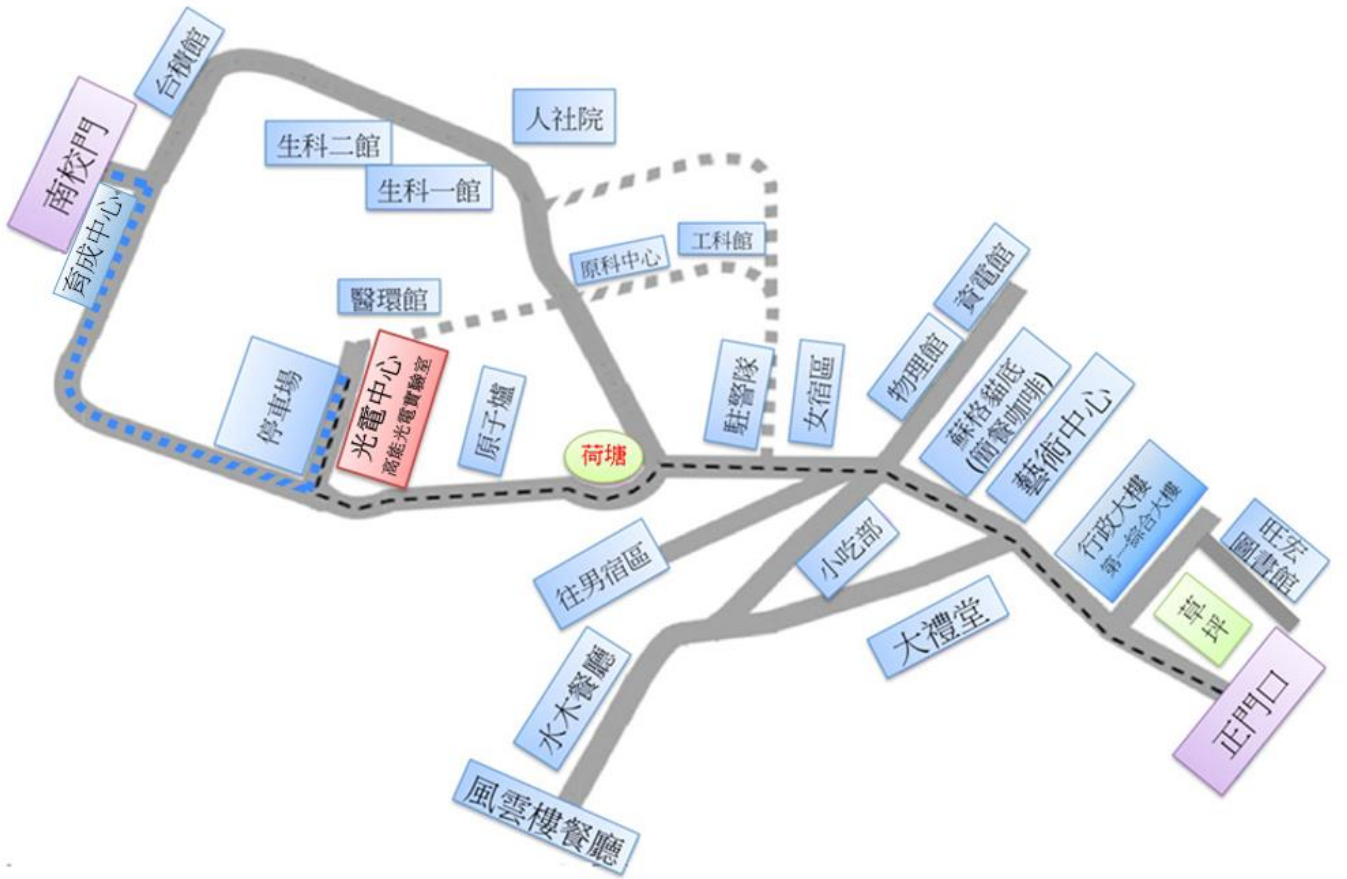 台積館
南校門
育成中心
生科二館
生科一館
人社院
原科中心
工科館
醫環館
停車場
光電中心
高能光電實驗室
原子爐
荷塘
駐警隊
女宿區
物理館
資電館
蘇格貓底
(簡餐咖啡)
藝術中心
行政大樓
第一綜合大樓
旺宏
圖書館
草坪
正門口
往男宿區
小吃部
大禮堂
水木餐廳
風雲樓餐廳